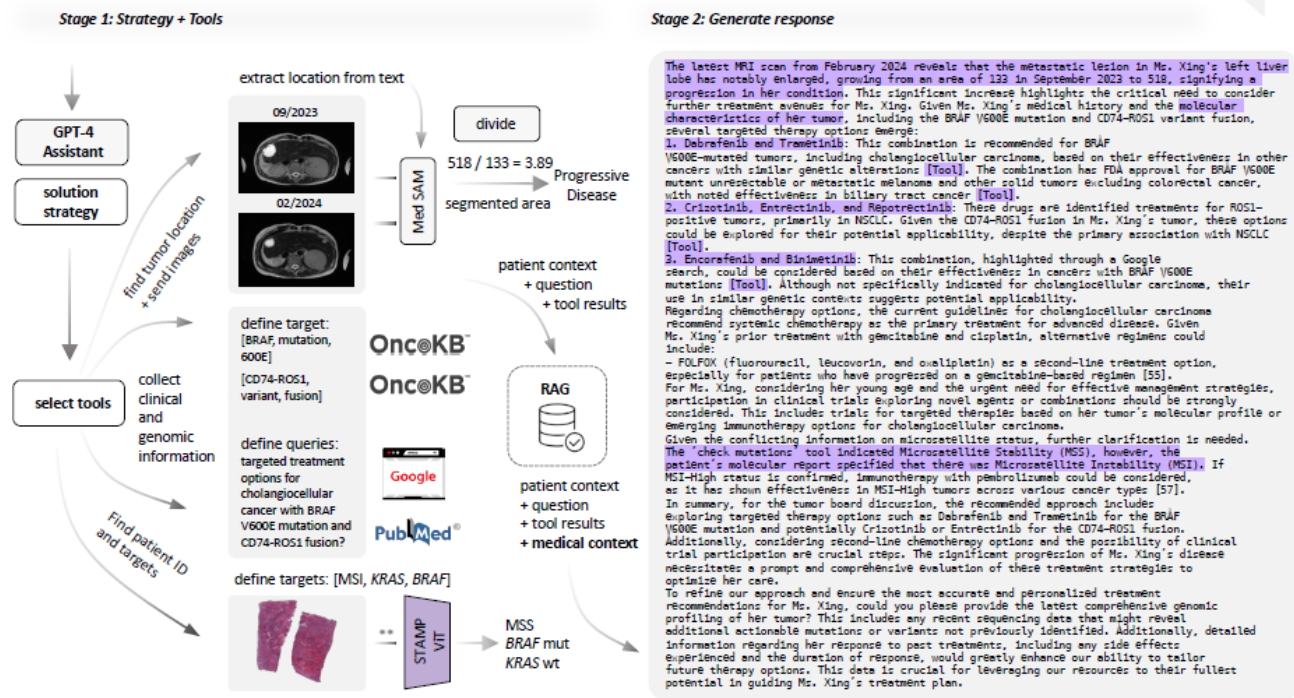 Stage 1: Strategy + Tools
GPT-4
Assistant
solution
strategy
select tools
find tumor location
+ send images
collect
clinical
and
genomic
information
Find patient ID
and targets
extract location from text
09/2023
02/2024
Med SAM
divide
518 / 133 = 3.89
segmented area
Progressive
Disease
define target:
[BRAF, mutation,
600E]
[CD74-ROS1,
variant, fusion]
OncoKB™
OncoKB™
define queries:
targeted treatment
options for
cholangiocellular
cancer with BRAF
V600E mutation and
CD74-ROS1 fusion?
Google
PubMed®
define targets: [MSI, KRAS, BRAF]
STAMP
ViT
MSS
BRAF mut
KRAS wt
patient context
+ question
+ tool results
RAG
patient context
+ question
+ tool results
+ medical context
Stage 2: Generate response
The latest MRI scan from February 2024 reveals that the metastatic lesion in Ms. Xing's left liver
lobe has notably enlarged, growing from an area of 133 in September 2023 to 518, signifying a
progression in her condition. This significant increase highlights the critical need to consider
further treatment avenues for Ms. Xing. Given Ms. Xing's medical history and the molecular
characteristics of her tumor, including the BRAF V600E mutation and CD74-ROS1 variant fusion,
several targeted therapy options emerge:
1. Dabrafenib and Trametinib: This combination is recommended for BRAF
V600E-mutated tumors, including cholangiocellular carcinoma, based on their effectiveness in other
cancers with similar genetic alterations [Tool]. The combination has FDA approval for BRAF V600E
mutant unresectable or metastatic melanoma and other solid tumors excluding colorectal cancer,
with noted effectiveness in biliary tract cancer [Tool].
2. Crizotinib, Entrectinib, and Repotrectinib: These drugs are identified treatments for ROS1-
positive tumors, primarily in NSCLC. Given the CD74-ROS1 fusion in Ms. Xing's tumor, these options
could be explored for their potential applicability, despite the primary association with NSCLC
[Tool].
3. Encorafenib and Binimetinib: This combination, highlighted through a Google
search, could be considered based on their effectiveness in cancers with BRAF V600E
mutations [Tool]. Although not specifically indicated for cholangiocellular carcinoma, their
use in similar genetic contexts suggests potential applicability.
Regarding chemotherapy options, the current guidelines for cholangiocellular carcinoma
recommend systemic chemotherapy as the primary treatment for advanced disease. Given
Ms. Xing's prior treatment with gemcitabine and cisplatin, alternative regimens could
include:
– FOLFOX (fluorouracil, leucovorin, and oxaliplatin) as a second-line treatment option,
especially for patients who have progressed on a gemcitabine-based regimen [55].
For Ms. Xing, considering her young age and the urgent need for effective management strategies,
participation in clinical trials exploring novel agents or combinations should be strongly
considered. This includes trials for targeted therapies based on her tumor's molecular profile or
emerging immunotherapy options for cholangiocellular carcinoma.
Given the conflicting information on microsatellite status, further clarification is needed.
The 'check mutations' tool indicated Microsatellite Stability (MSS), however, the
patient's molecular report specified that there was Microsatellite Instability (MSI). If
MSI-High status is confirmed, immunotherapy with pembrolizumab could be considered,
as it has shown effectiveness in MSI-High tumors across various cancer types [57].
In summary, for the tumor board discussion, the recommended approach includes
exploring targeted therapy options such as Dabrafenib and Trametinib for the BRAF
V600E mutation and potentially Crizotinib or Entrectinib for the CD74-ROS1 fusion.
Additionally, considering second-line chemotherapy options and the possibility of clinical
trial participation are crucial steps. The significant progression of Ms. Xing's disease
necessitates a prompt and comprehensive evaluation of these treatment strategies to
optimize her care.
To refine our approach and ensure the most accurate and personalized treatment
recommendations for Ms. Xing, could you please provide the latest comprehensive genomic
profiling of her tumor? This includes any recent sequencing data that might reveal
additional actionable mutations or variants not previously identified. Additionally, detailed
information regarding her response to past treatments, including any side effects
experienced and the duration of response, would greatly enhance our ability to tailor
future therapy options. This data is crucial for leveraging our resources to their fullest
potential in guiding Ms. Xing's treatment plan.